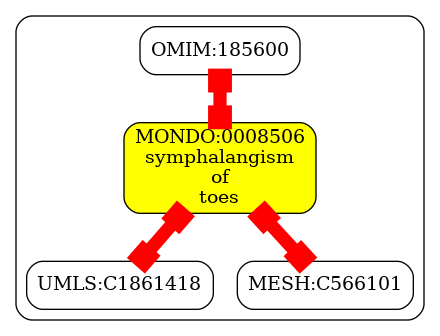 OMIM:185600
MONDO:0008506
symphalangism
of
toes
UMLS:C1861418
MESH:C566101